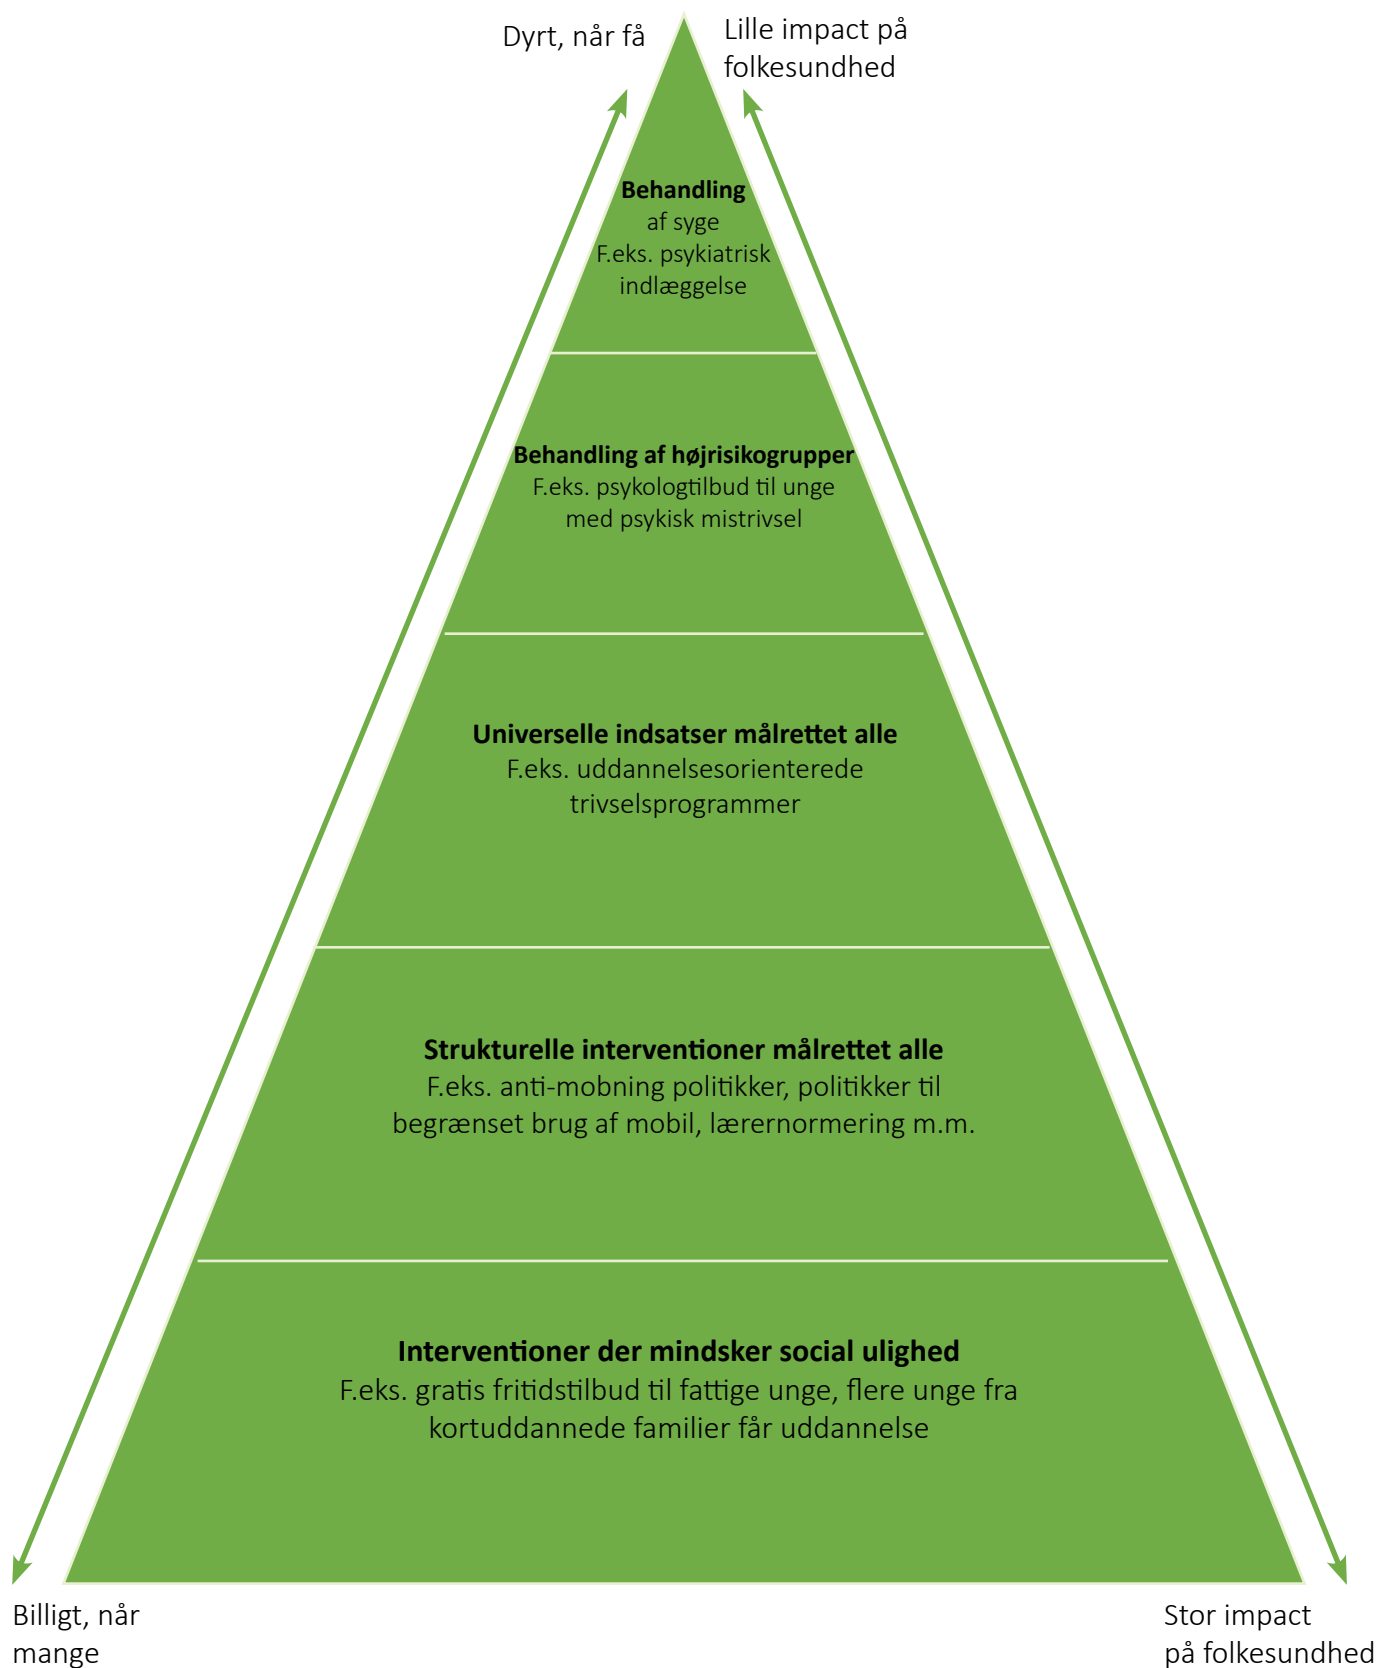 Dyrt, når få
Lille impact på
folkesundhed
Behandling
af syge
F.eks. psykiatrisk
indlæggelse
Behandling af højrisikogrupper
F.eks. psykologtilbud til unge
med psykisk mistrivsel
Universelle indsatser målrettet alle
F.eks. uddannelsesorienterede
trivselsprogrammer
Strukturelle interventioner målrettet alle
F.eks. anti-mobning politikker, politikker til
begrænset brug af mobil, lærernormering m.m.
Interventioner der mindsker social ulighed
F.eks. gratis fritidstilbud til fattige unge, flere unge fra
kortuddannede familier får uddannelse
Billigt, når
mange
Stor impact
på folkesundhed